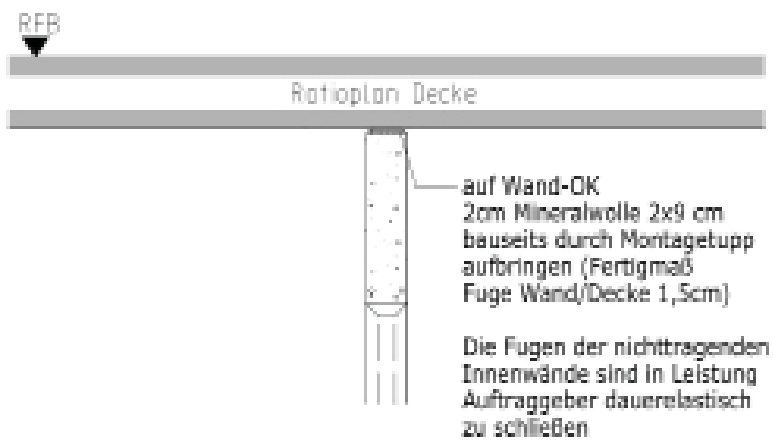 RFB
Ratioplan Decke
auf Wand-OK
2cm Mineralwolle 2x9 cm
bauseits durch Montagetupp
aufbringen (Fertigmaß
Fuge Wand/Decke 1,5cm)
Die Fugen der nichttragenden
Innenwände sind in Leistung
Auftraggeber dauerelastisch
zu schließen